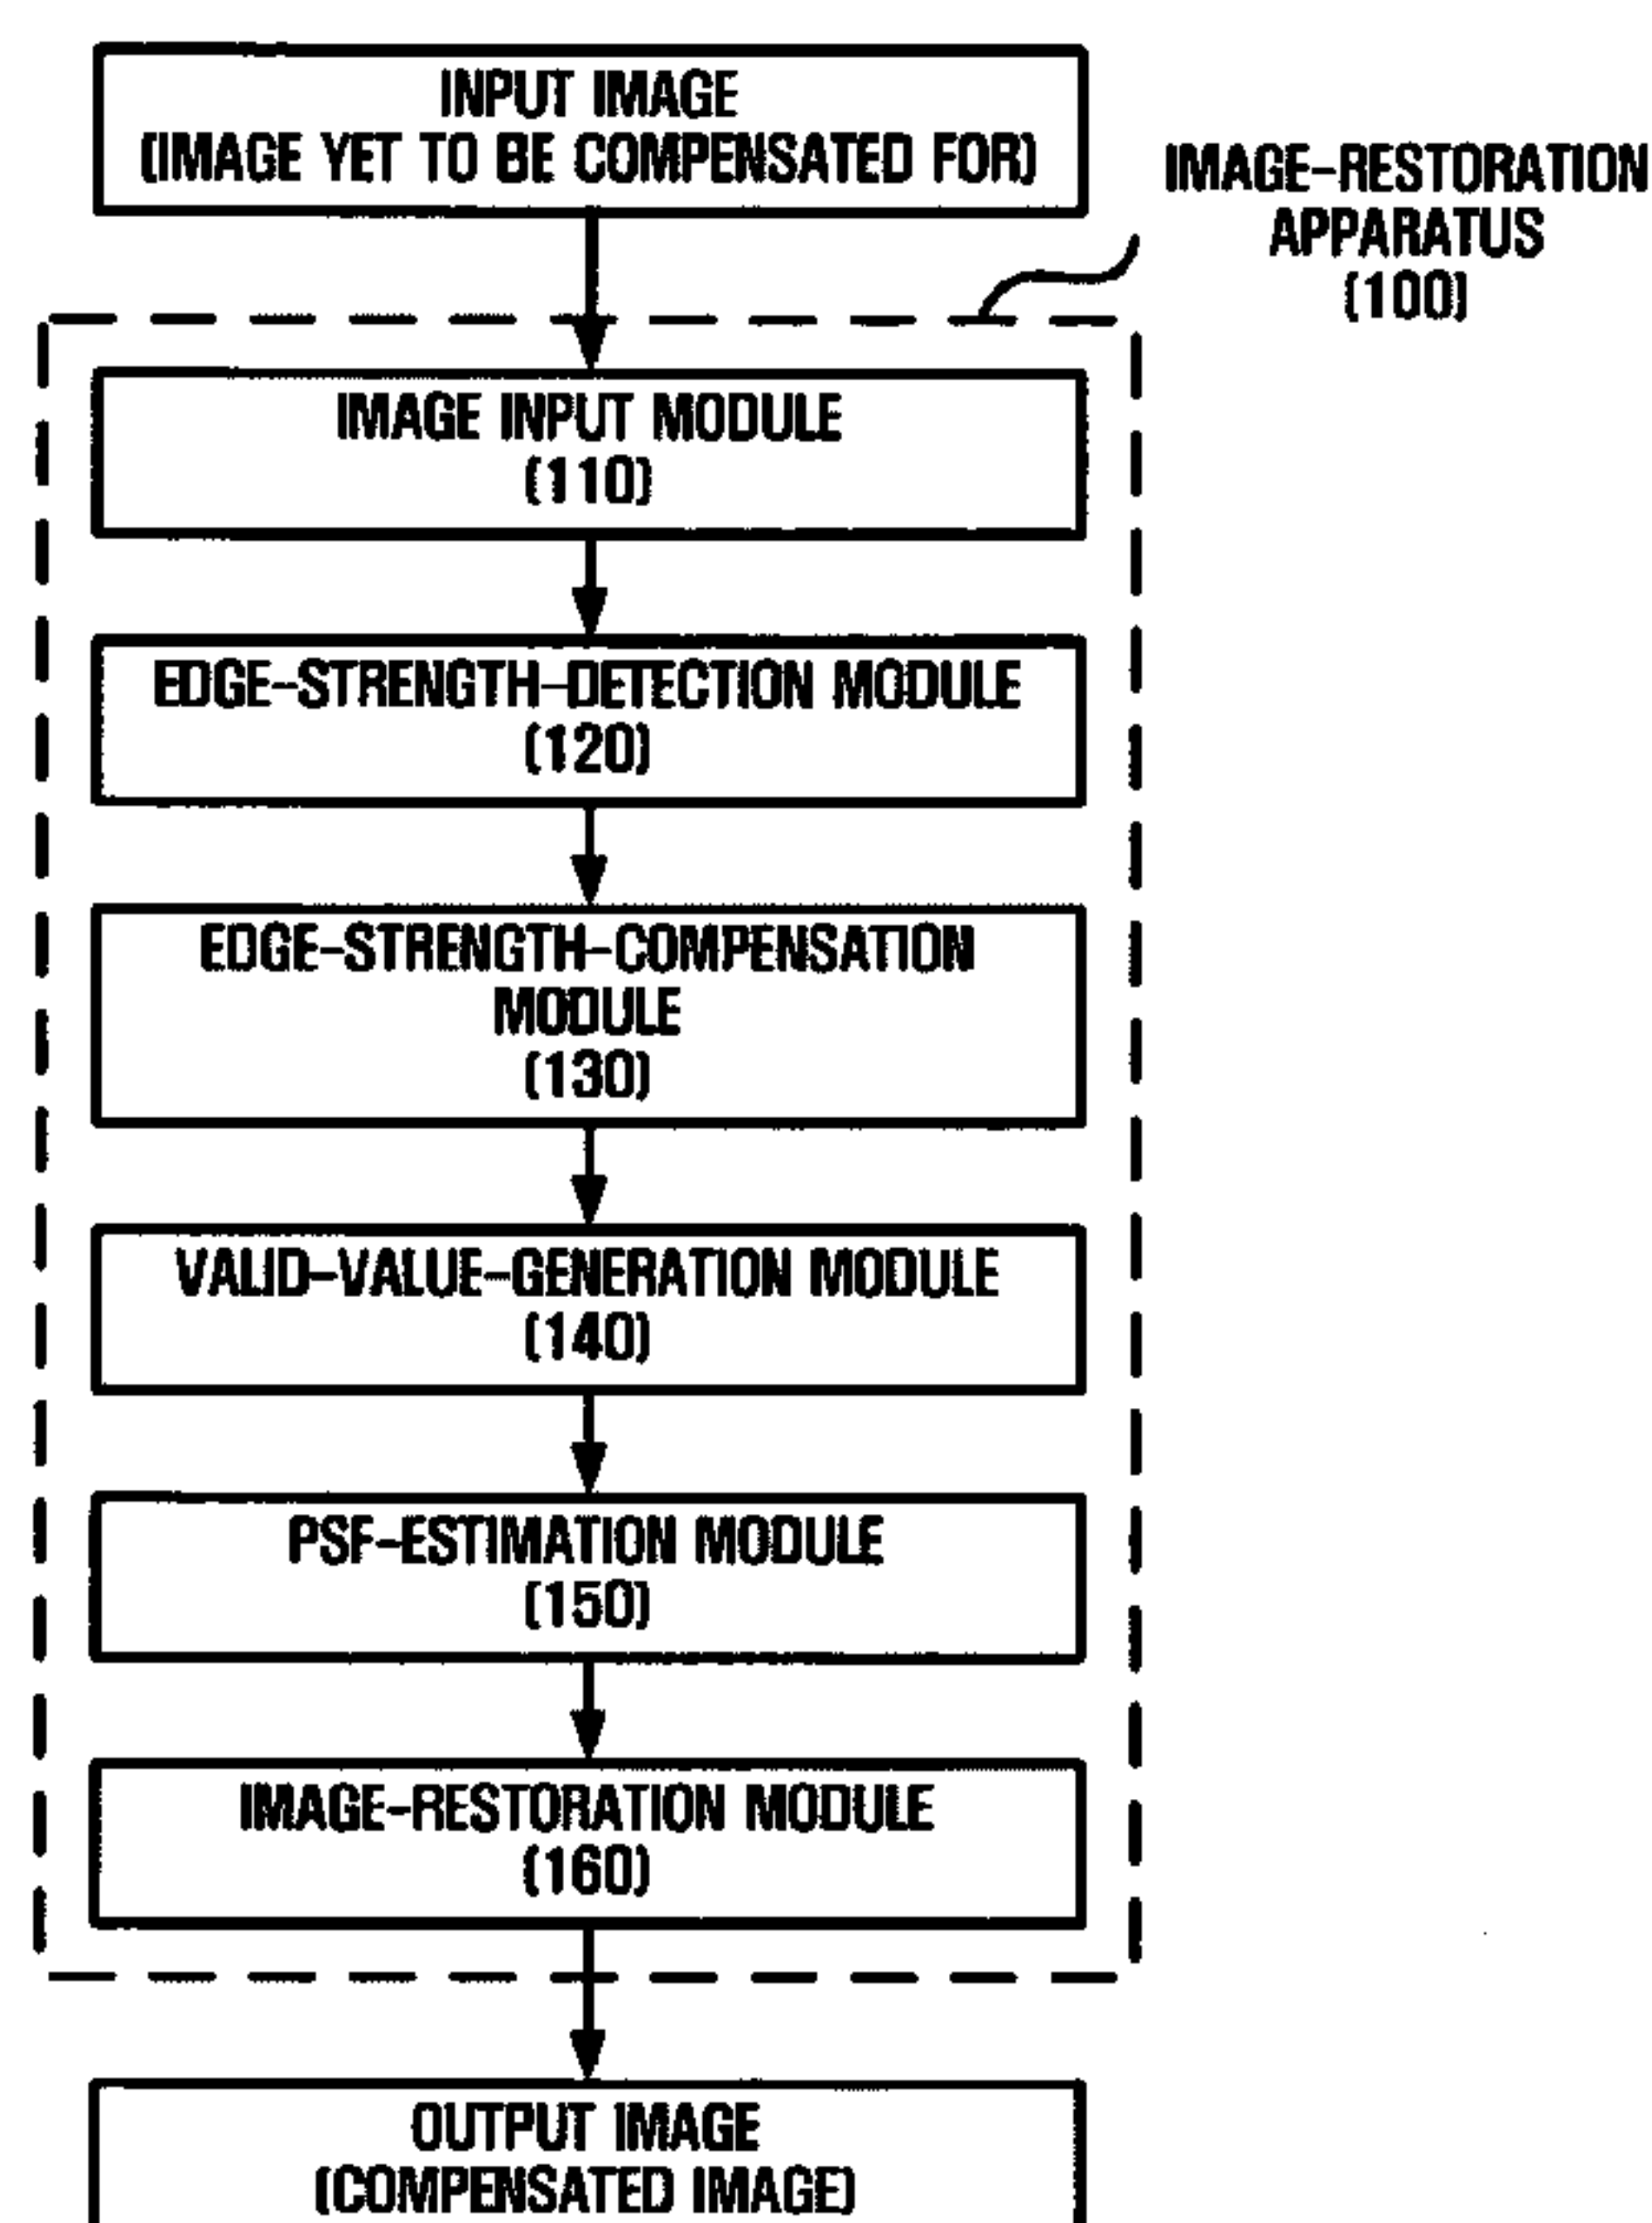 INPUT IMAGE
(IMAGE YET TO BE COMPENSATED FOR)
IMAGE-RESTORATION
APPARATUS
(100)
IMAGE INPUT MODULE
(110)
EDGE-STRENGTH-DETECTION MODULE
(120)
EDGE-STRENGTH-COMPENSATION
MODULE
(130)
VALID-VALUE-GENERATION MODULE
(140)
PSF-ESTIMATION MODULE
(150)
IMAGE-RESTORATION MODULE
(160)
OUTPUT IMAGE
(COMPENSATED IMAGE)